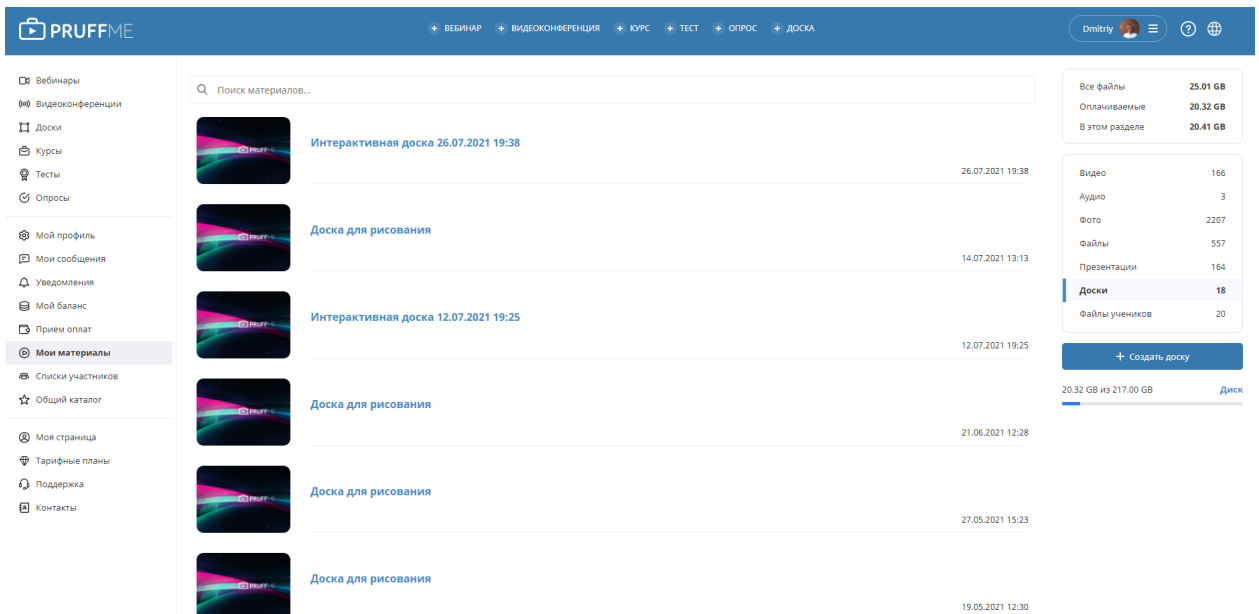 PRUFFME
+ ВЕБИНАР + ВИДЕОКОНФЕРЕНЦИЯ + КУРС + ТЕСТ + ОПРОС + ДОСКА
Dmitriy
Вебинары
Видеоконференции
Доски
Курсы
Тесты
Опросы
Мой профиль
Мои сообщения
Уведомления
Мой баланс
Прием оплат
Мои материалы
Списки участников
Общий каталог
Моя страница
Тарифные планы
Поддержка
Контакты
Поиск материалов...
PRUFFME
Интерактивная доска 26.07.2021 19:38
26.07.2021 19:38
PRUFFME
Доска для рисования
14.07.2021 13:13
PRUFFME
Интерактивная доска 12.07.2021 19:25
12.07.2021 19:25
PRUFFME
Доска для рисования
21.06.2021 12:28
PRUFFME
Доска для рисования
27.05.2021 15:23
PRUFFME
Доска для рисования
19.05.2021 12:30
Все файлы 25.01 GB
Оплачиваемые 20.32 GB
В этом разделе 20.41 GB
Видео 166
Аудио 3
Фото 2207
Файлы 557
Презентации 164
Доски 18
Файлы учеников 20
+ Создать доску
20.32 GB из 217.00 GB Диск